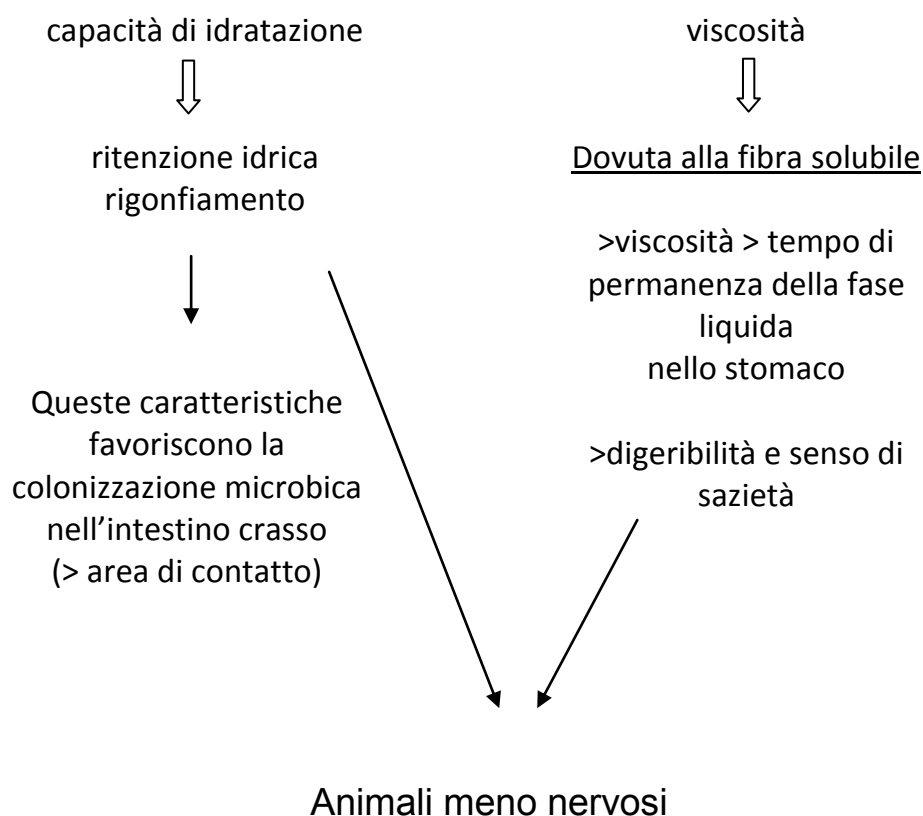 capacità di idratazione
ritenzione idrica
rigonfiamento
Queste caratteristiche
favoriscono la
colonizzazione microbica
nell’intestino crasso
(> area di contatto)
viscosità
Dovuta alla fibra solubile
>viscosità > tempo di
permanenza della fase
liquida
nello stomaco
>digeribilità e senso di
sazietà
Animali meno nervosi